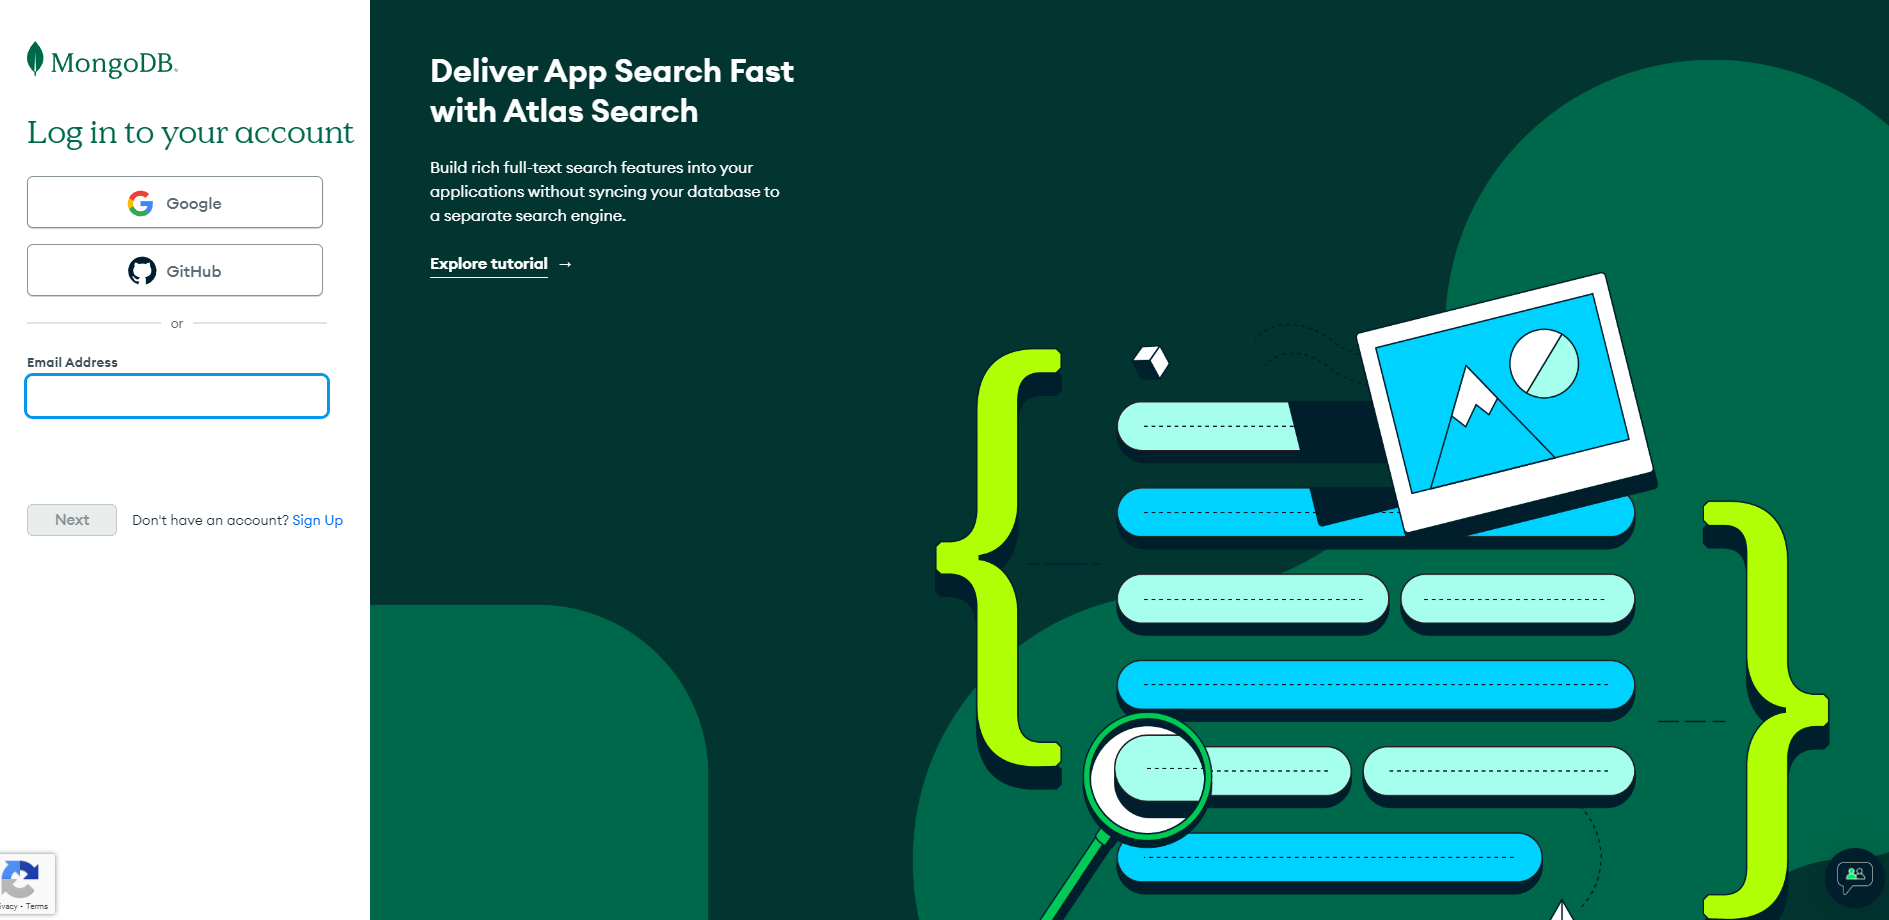 MongoDB.
Log in to your account
Google
GitHub
or
Email Address
Next
Don't have an account? Sign Up
- Terms
Deliver App Search Fast
with Atlas Search
Build rich full-text search features into your
applications without syncing your database to
a separate search engine.
Explore tutorial →